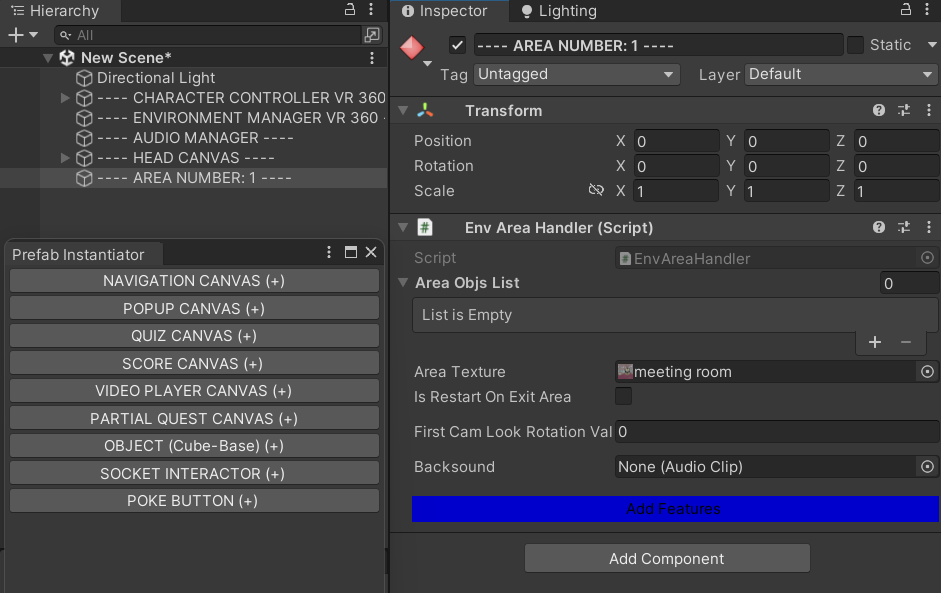 Hierarchy
All
New Scene*
Directional Light
---- CHARACTER CONTROLLER VR 360
---- ENVIRONMENT MANAGER VR 360 -
---- AUDIO MANAGER ----
---- HEAD CANVAS ----
---- AREA NUMBER: 1 ----
Prefab Instantiator
NAVIGATION CANVAS (+)
POPUP CANVAS (+)
QUIZ CANVAS (+)
SCORE CANVAS (+)
VIDEO PLAYER CANVAS (+)
PARTIAL QUEST CANVAS (+)
OBJECT (Cube-Base) (+)
SOCKET INTERACTOR (+)
POKE BUTTON (+)
Inspector Lighting
---- AREA NUMBER: 1 ---- Static
Tag Untagged Layer Default
Transform
Position X 0 Y 0 Z 0
Rotation X 0 Y 0 Z 0
Scale X 1 Y 1 Z 1
# Env Area Handler (Script)
Script # EnvAreaHandler
Area Objs List 0
List is Empty
+ −
Area Texture meeting room
Is Restart On Exit Area
First Cam Look Rotation Val 0
Backsound None (Audio Clip)
Add Features
Add Component